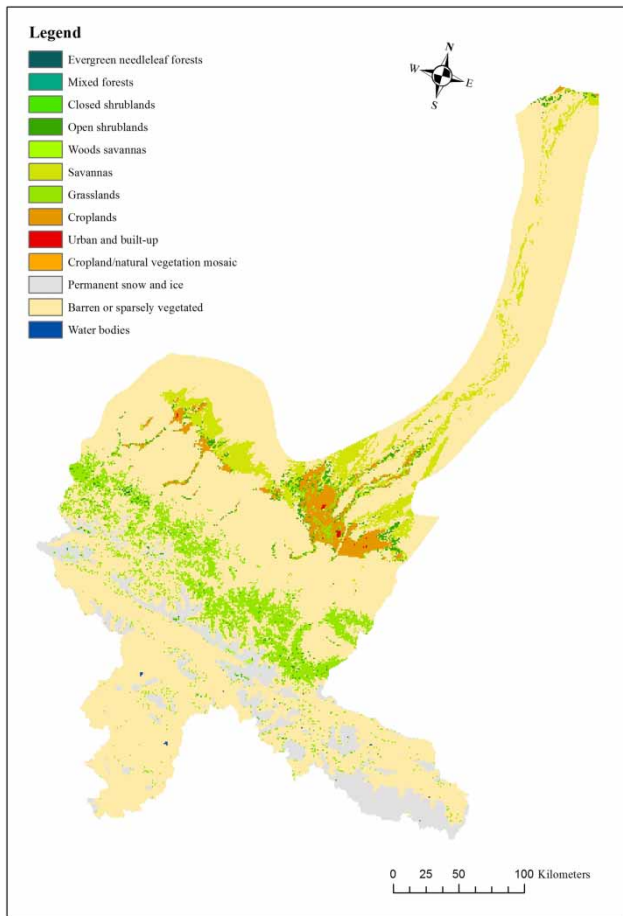 Legend
Evergreen needleleaf forests
Mixed forests
Closed shrublands
Open shrublands
Woods savannas
Savannas
Grasslands
Croplands
Urban and built-up
Cropland/natural vegetation mosaic
Permanent snow and ice
Barren or sparsely vegetated
Water bodies
N
W
E
S
0 25 50 100 Kilometers